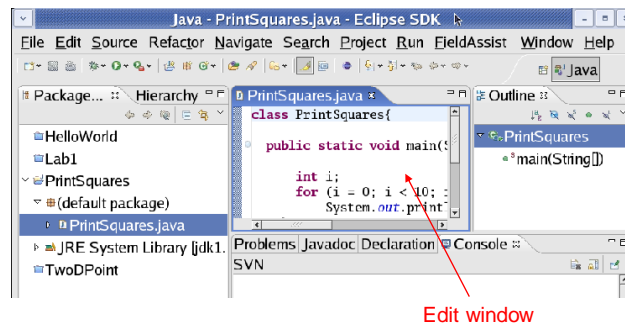 Java - PrintSquares.java - Eclipse SDK
File Edit Source Refactor Navigate Search Project Run FieldAssist Window Help
Java
Package... Hierarchy
HelloWorld
Lab1
PrintSquares
(default package)
PrintSquares.java
JRE System Library [jdk1.
TwoDPoint
PrintSquares.java
class PrintSquares{
public static void main(S
int i;
for (i = 0; i < 10; i
System.out.print
Outline
PrintSquares
main(String[])
Problems Javadoc Declaration Console
SVN
Edit window